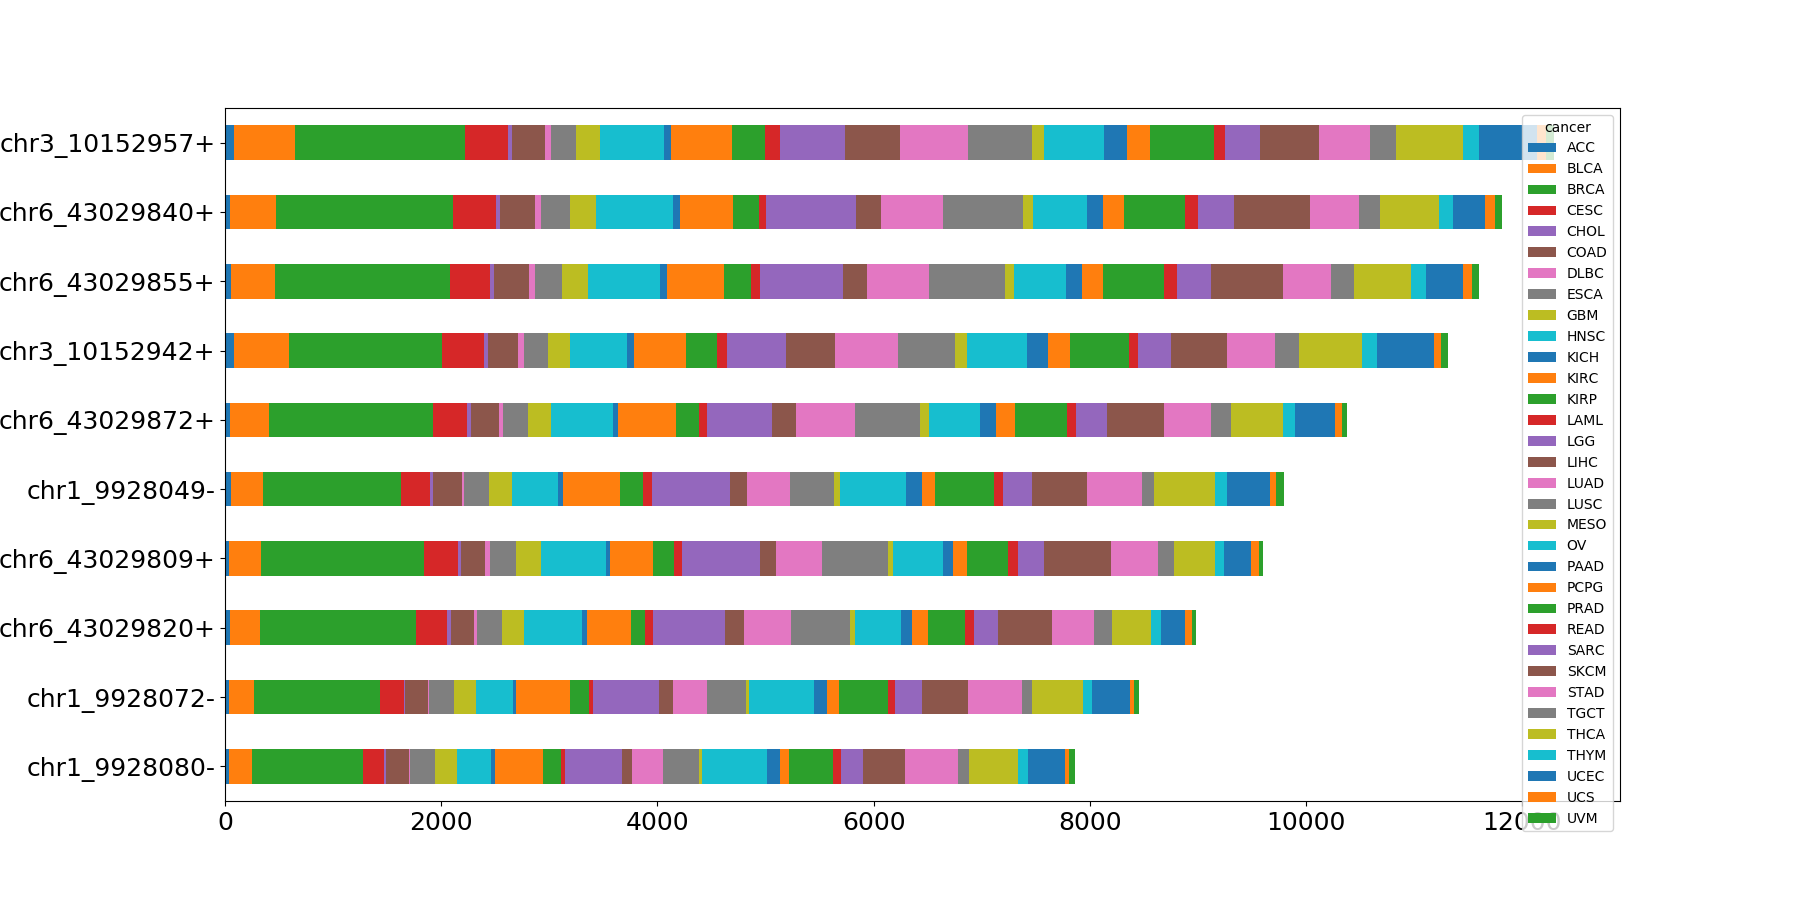 chr3_10152957+
chr6_43029840+
chr6_43029855+
chr3_10152942+
chr6_43029872+
chr1_9928049-
chr6_43029809+
chr6_43029820+
chr1_9928072-
chr1_9928080-
0 2000 4000 6000 8000 10000 12000
cancer
ACC
BLCA
BRCA
CESC
CHOL
COAD
DLBC
ESCA
GBM
HNSC
KICH
KIRC
KIRP
LAML
LGG
LIHC
LUAD
LUSC
MESO
OV
PAAD
PCPG
PRAD
READ
SARC
SKCM
STAD
TGCT
THCA
THYM
UCEC
UCS
UVM